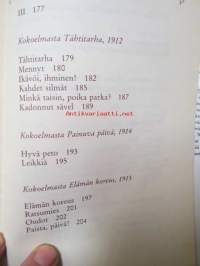 III 177
Kokoelmasta Tähtitarha, 1912
Tähtitarha 179
Mennyt 180
Ikävöi, ihminen! 182
Kahdet silmät 185
Minkä taisin, poika parka? 187
Kadonnut sävel 189
Kokoelmasta Painuva päivä, 1914
Hyvä peto 193
Leikkiä 195
Kokoelmasta Elämän koreus, 1915
Elämän koreus 197
Ratsumies 201
Oudot 202
Paista, päivä! 204